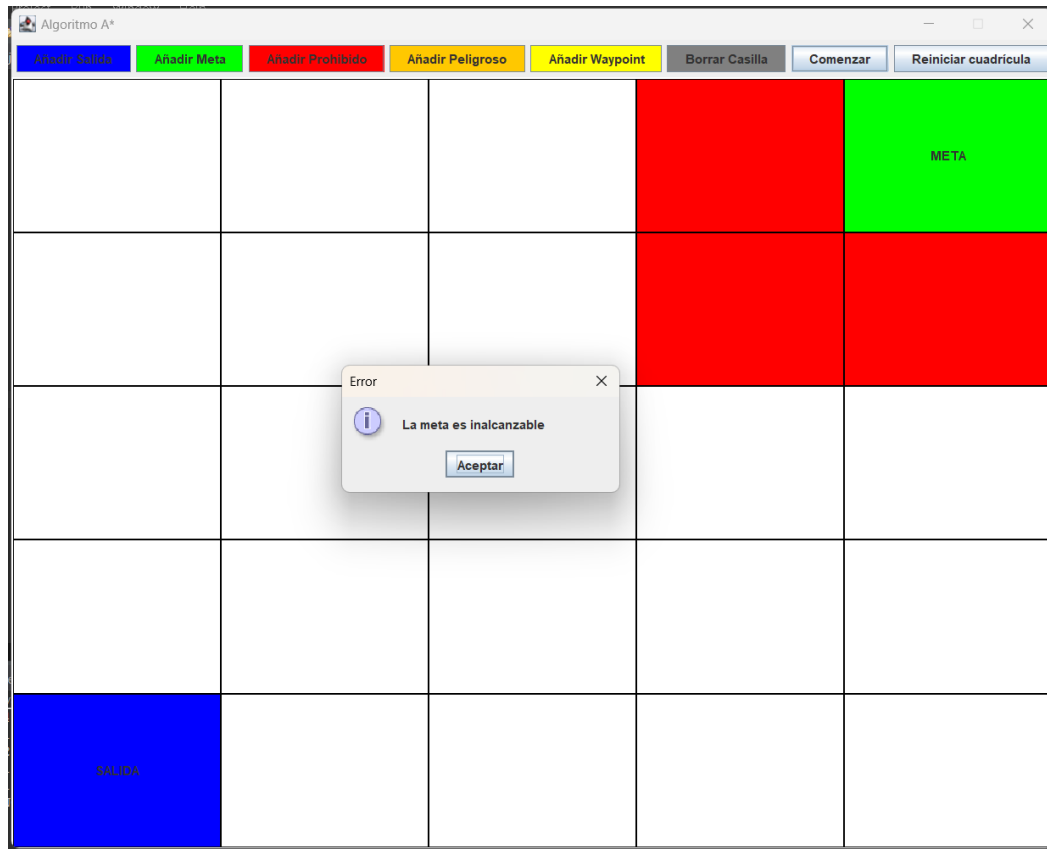 Algoritmo A*
Añadir Salida Añadir Meta Añadir Prohibido Añadir Peligroso Añadir Waypoint Borrar Casilla Comenzar Reiniciar cuadrícula
META
Error
La meta es inalcanzable
Aceptar
SALIDA